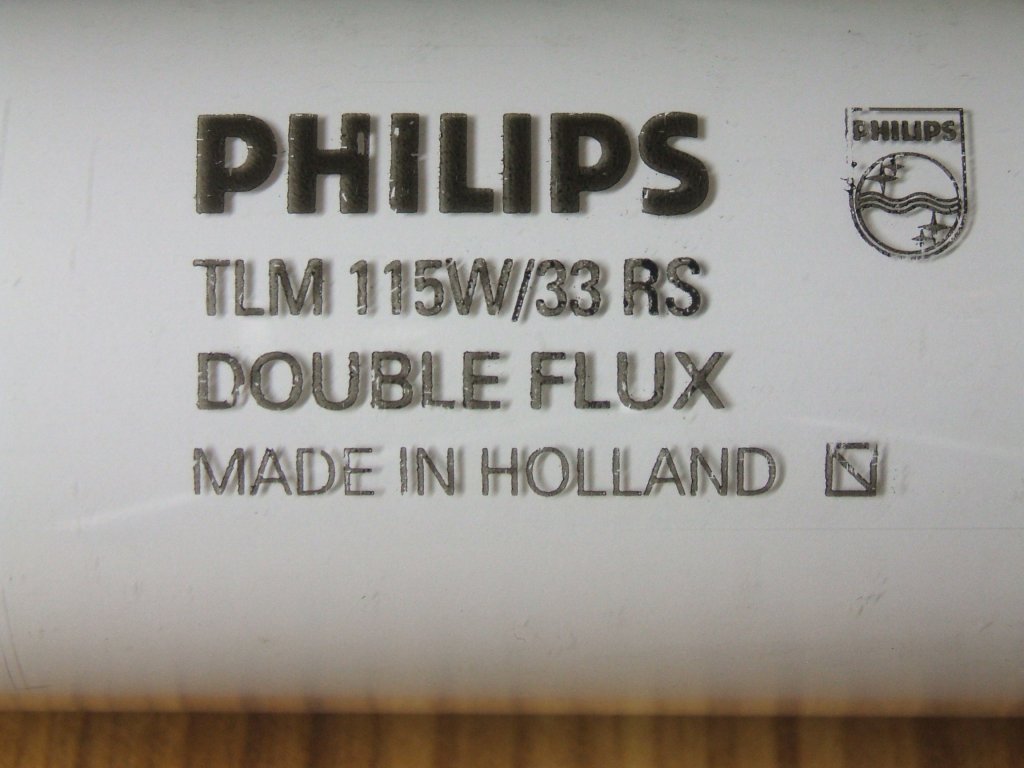 PHILIPS
PHILIPS
TLM 115W/33 RS
DOUBLE FLUX
MADE IN HOLLAND